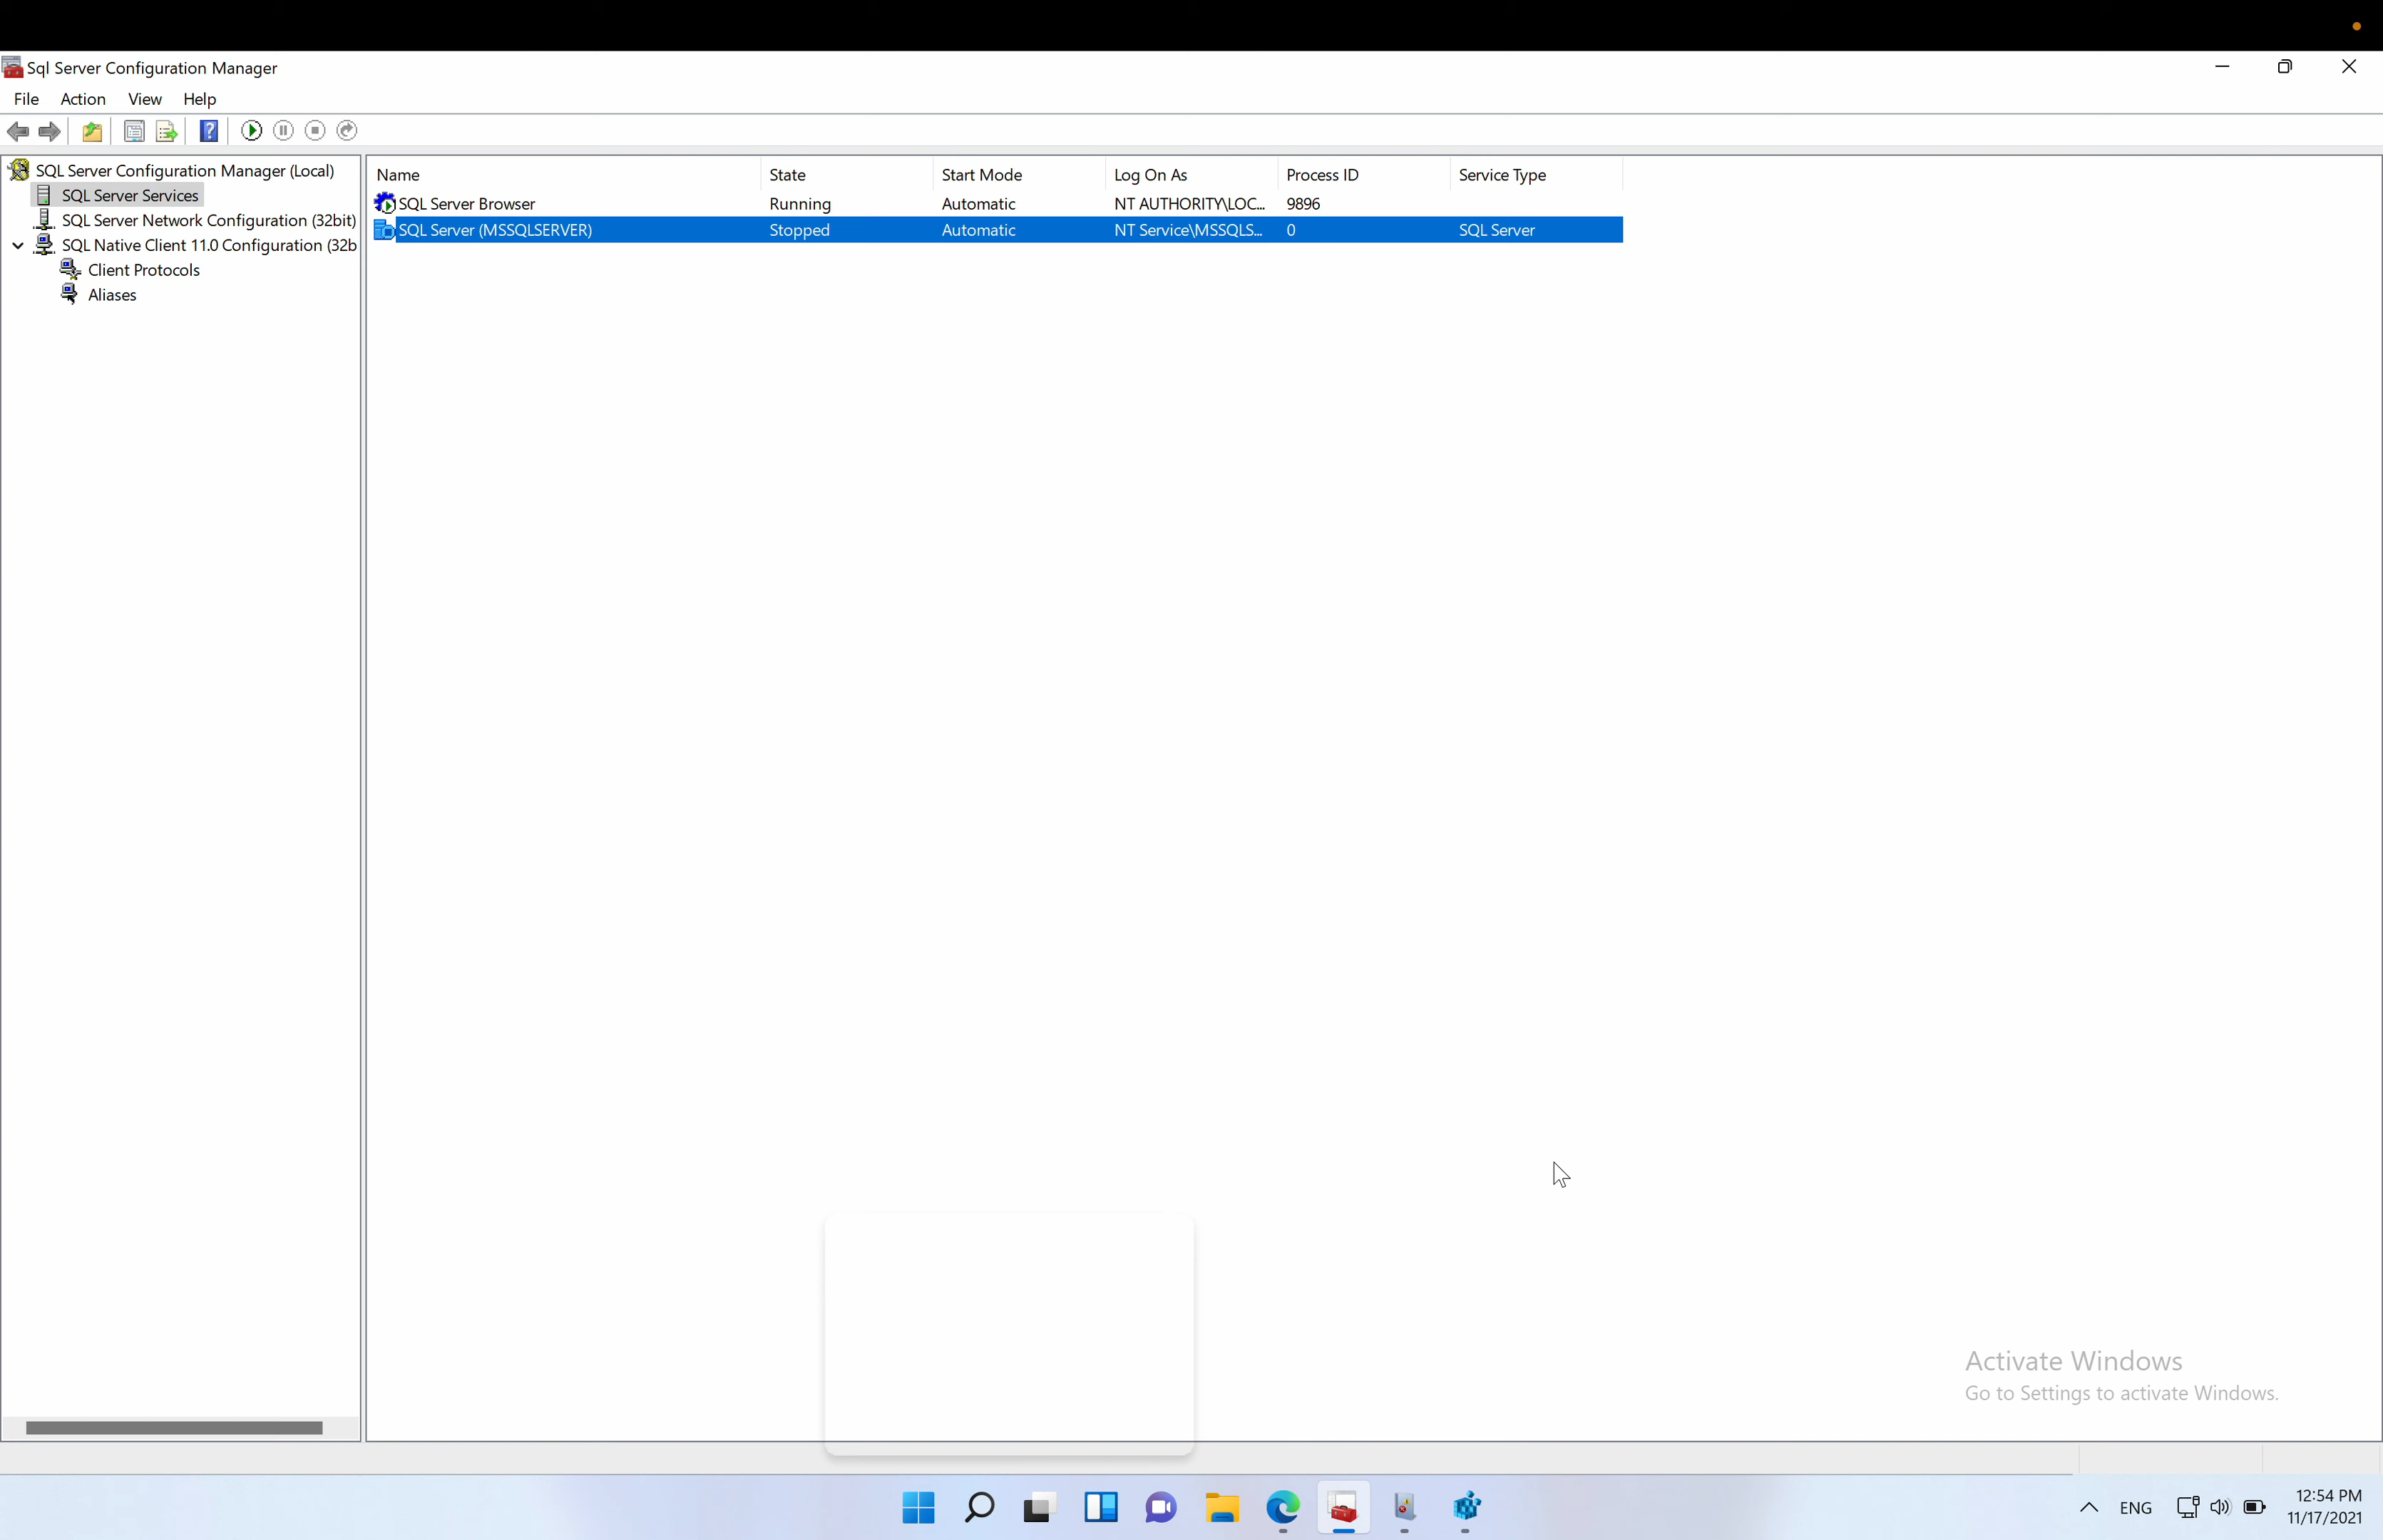 Sql Server Configuration Manager
File Action View Help
SQL Server Configuration Manager (Local)
SQL Server Services
SQL Server Network Configuration (32bit)
SQL Native Client 11.0 Configuration (32b
Client Protocols
Aliases
Name State Start Mode Log On As Process ID Service Type
SQL Server Browser Running Automatic NT AUTHORITY\LOC... 9896
SQL Server (MSSQLSERVER) Stopped Automatic NT Service\MSSQLS... 0 SQL Server
Activate Windows
Go to Settings to activate Windows.
ENG
12:54 PM
11/17/2021